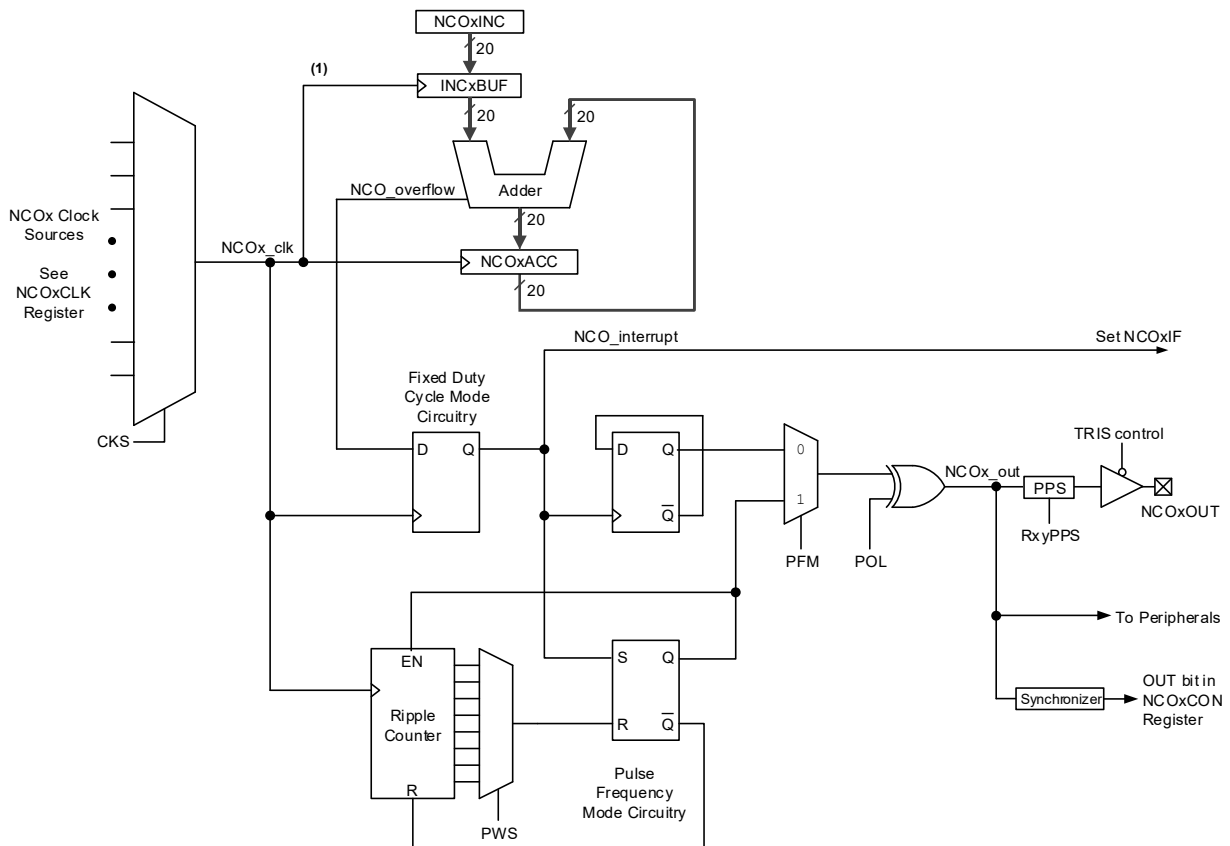 NCOxINC
20
(1)
INCxBUF
20
20
NCO_overflow
Adder
20
NCOx Clock
Sources
NCOx_clk
NCOxACC
See
NCOxCLK
Register
20
NCO_interrupt
Set NCOxIF
Fixed Duty
Cycle Mode
Circuitry
CKS
D
Q
D
Q
Q
0
1
TRIS control
NCOx_out
PPS
NCOxOUT
RxyPPS
PFM
POL
To Peripherals
EN
S
Q
Ripple
Counter
R
Q
OUT bit in
NCOxCON
Register
Synchronizer
R
PWS
Pulse
Frequency
Mode Circuitry